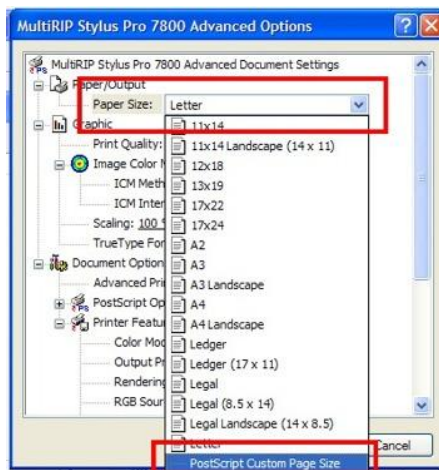 MultiRIP Stylus Pro 7800 Advanced Options
MultiRIP Stylus Pro 7800 Advanced Document Settings
Paper/Output
Paper Size: Letter
Graphic
11x14
Print Quality: 11x14 Landscape (14 x 11)
Image Color M 12x18
ICM Meth 13x19
ICM Inter 17x22
Scaling: 100 17x24
TrueType For A2
Document Option A3
Advanced Pri A3 Landscape
PostScript Op A4
Printer Featur A4 Landscape
Color Mod Ledger
Output Pr Ledger (17 x 11)
Rendering Legal
RGB Sour Legal (8.5 x 14)
Legal Landscape (14 x 8.5)
Letter
Cancel
PostScript Custom Page Size